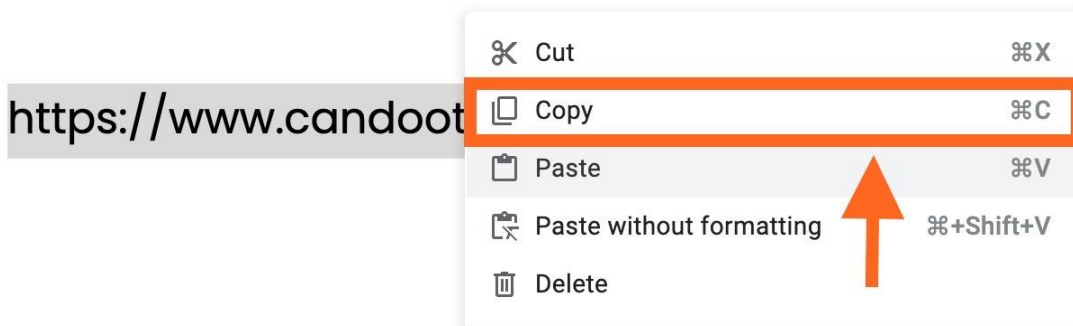 Cut ⌘X
https://www.candoot
Copy ⌘C
Paste ⌘V
Paste without formatting ⌘+Shift+V
Delete